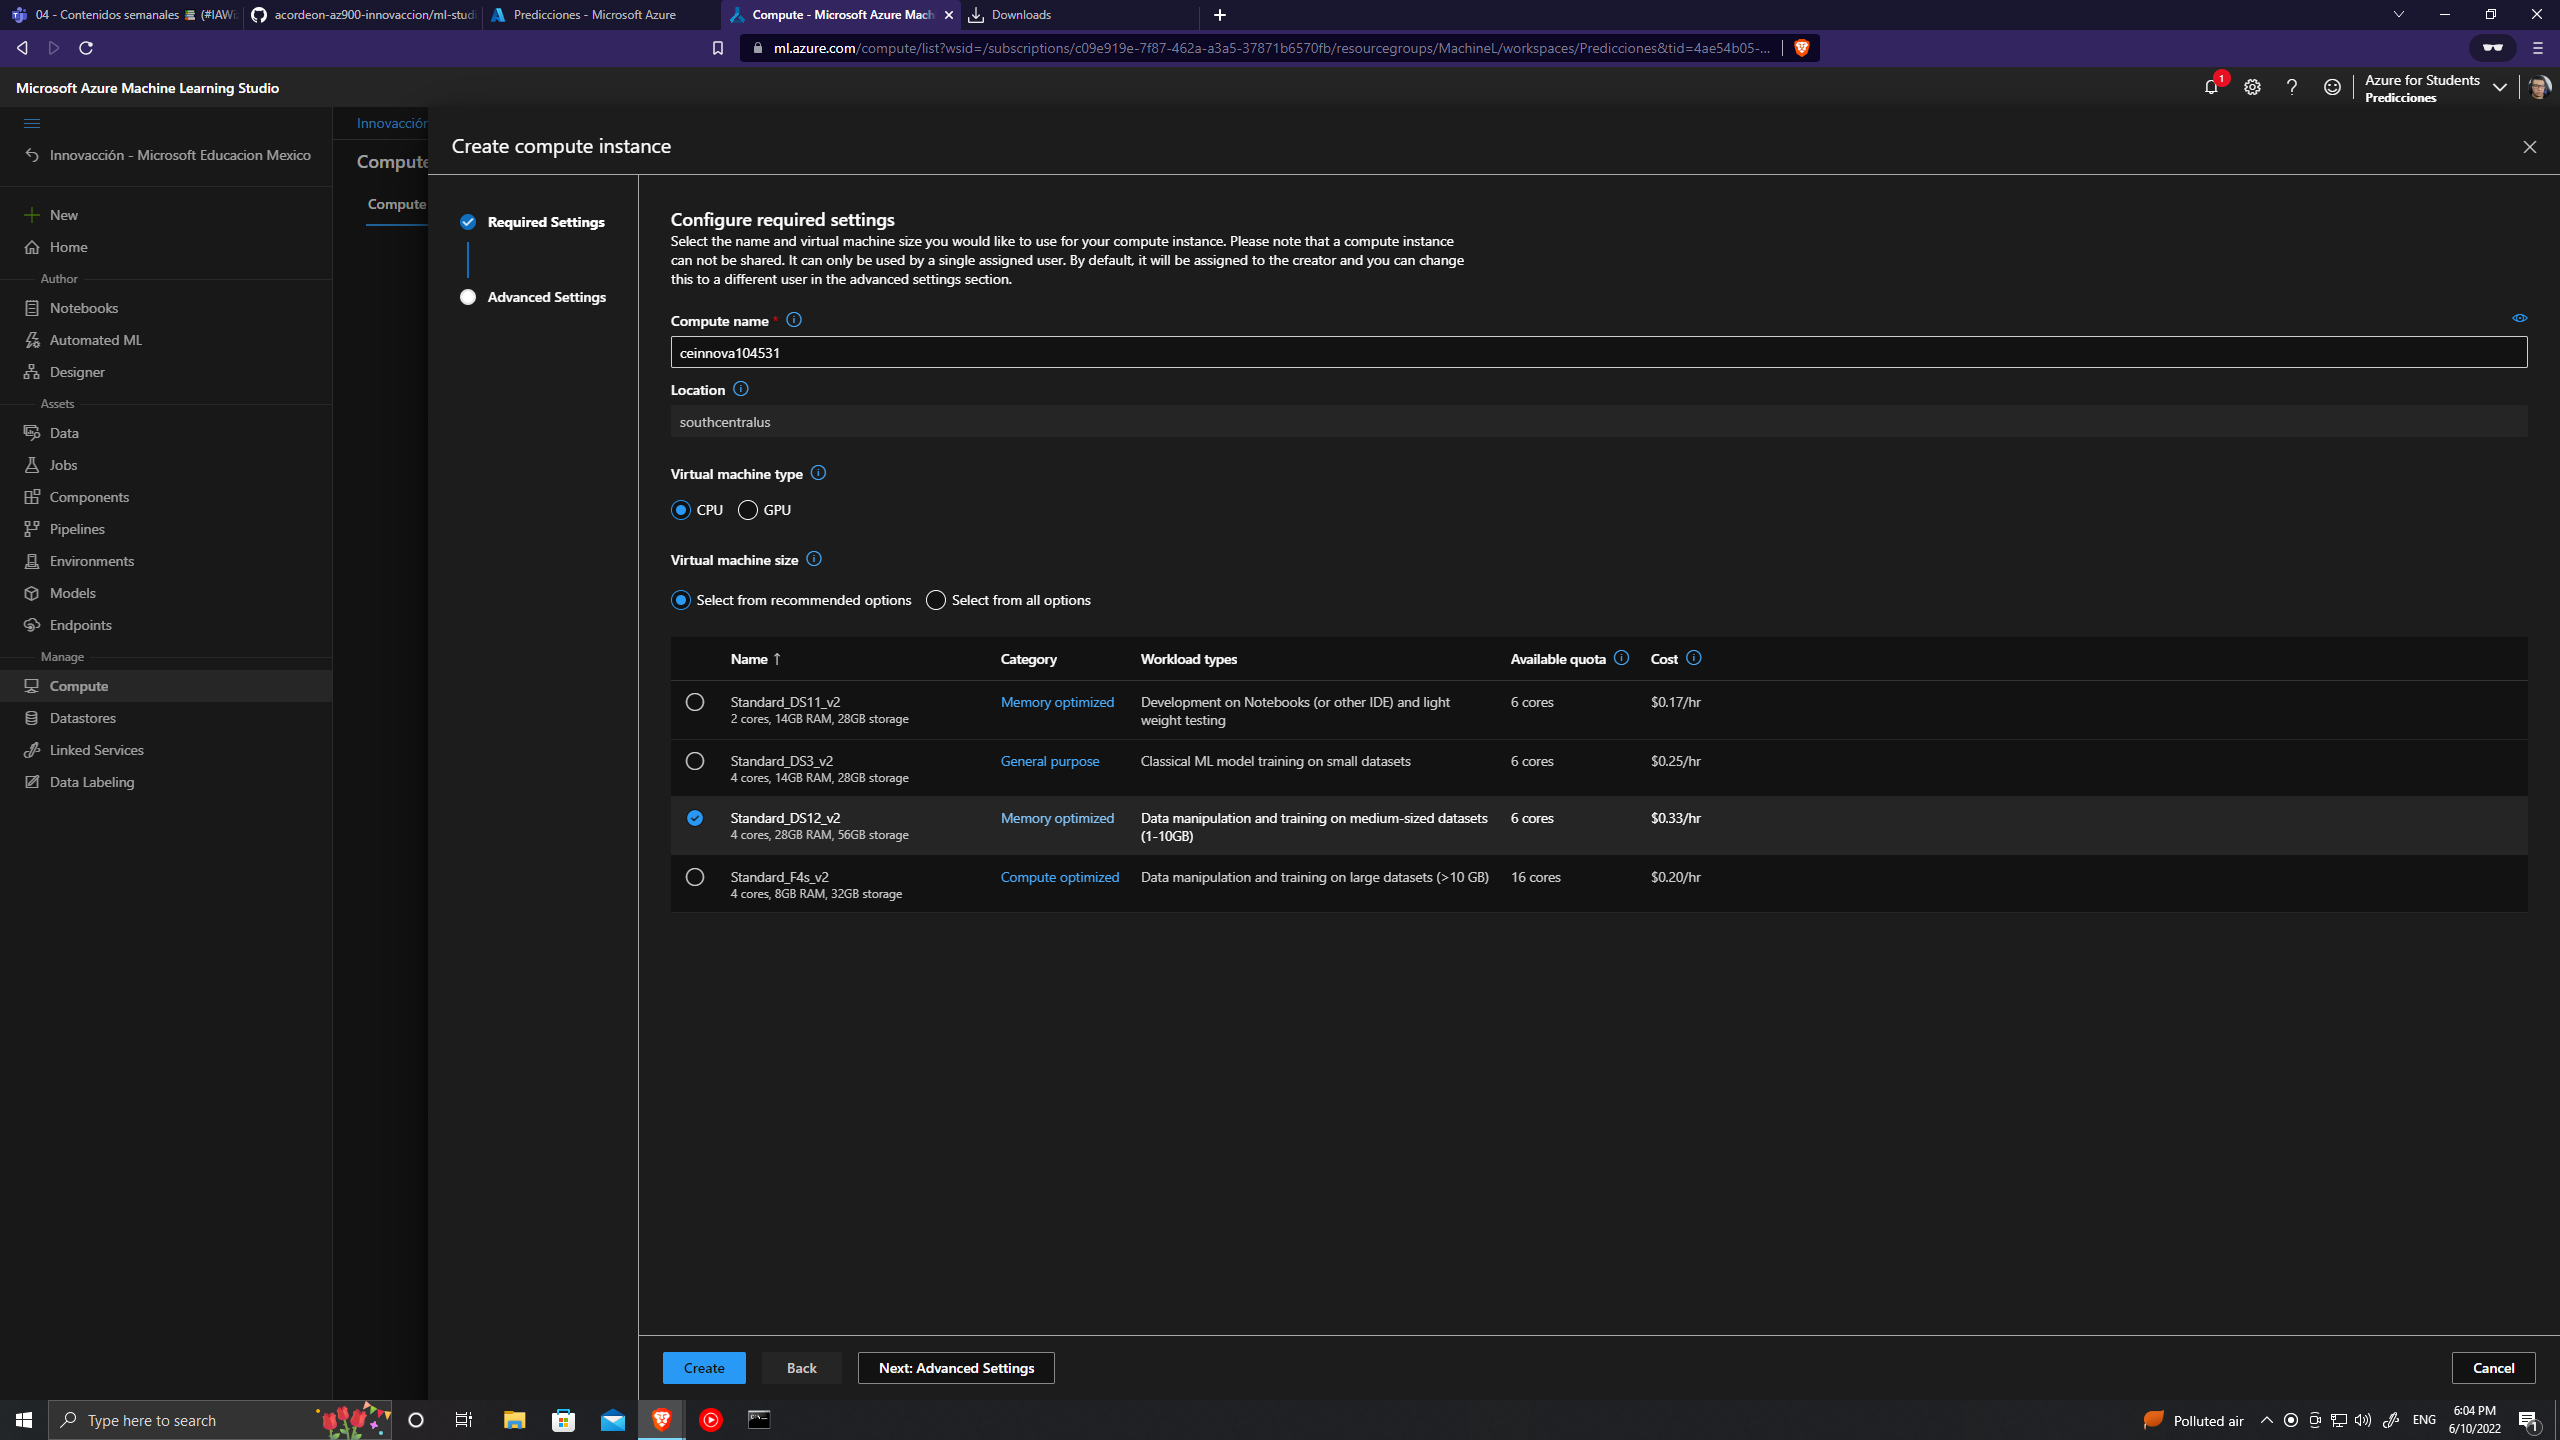 04 - Contenidos semanales (#IAWi
acordeon-az900-innovaccion/ml-studi
Predicciones - Microsoft Azure
Compute - Microsoft Azure Mach
Downloads
ml.azure.com/compute/list?wsid=/subscriptions/c09e919e-7f87-462a-a3a5-37871b6570fb/resourcegroups/MachineL/workspaces/Predicciones&tid=4ae54b05-...
Microsoft Azure Machine Learning Studio
1
Azure for Students
Predicciones
Innovacción - Microsoft Educacion Mexico
New
Home
Author
Notebooks
Automated ML
Designer
Assets
Data
Jobs
Components
Pipelines
Environments
Models
Endpoints
Manage
Compute
Datastores
Linked Services
Data Labeling
Innovacción
Compute
Compute
Create compute instance
Required Settings
Advanced Settings
Configure required settings
Select the name and virtual machine size you would like to use for your compute instance. Please note that a compute instance
can not be shared. It can only be used by a single assigned user. By default, it will be assigned to the creator and you can change
this to a different user in the advanced settings section.
Compute name *
ceinnova104531
Location
southcentralus
Virtual machine type
CPU GPU
Virtual machine size
Select from recommended options Select from all options
Name ↑ Category Workload types Available quota Cost
Standard_DS11_v2 Memory optimized Development on Notebooks (or other IDE) and light 6 cores $0.17/hr
2 cores, 14GB RAM, 28GB storage weight testing
Standard_DS3_v2 General purpose Classical ML model training on small datasets 6 cores $0.25/hr
4 cores, 14GB RAM, 28GB storage
Standard_DS12_v2 Memory optimized Data manipulation and training on medium-sized datasets 6 cores $0.33/hr
4 cores, 28GB RAM, 56GB storage (1-10GB)
Standard_F4s_v2 Compute optimized Data manipulation and training on large datasets (>10 GB) 16 cores $0.20/hr
4 cores, 8GB RAM, 32GB storage
Create Back Next: Advanced Settings Cancel
Type here to search
Polluted air
ENG
6:04 PM
6/10/2022
1